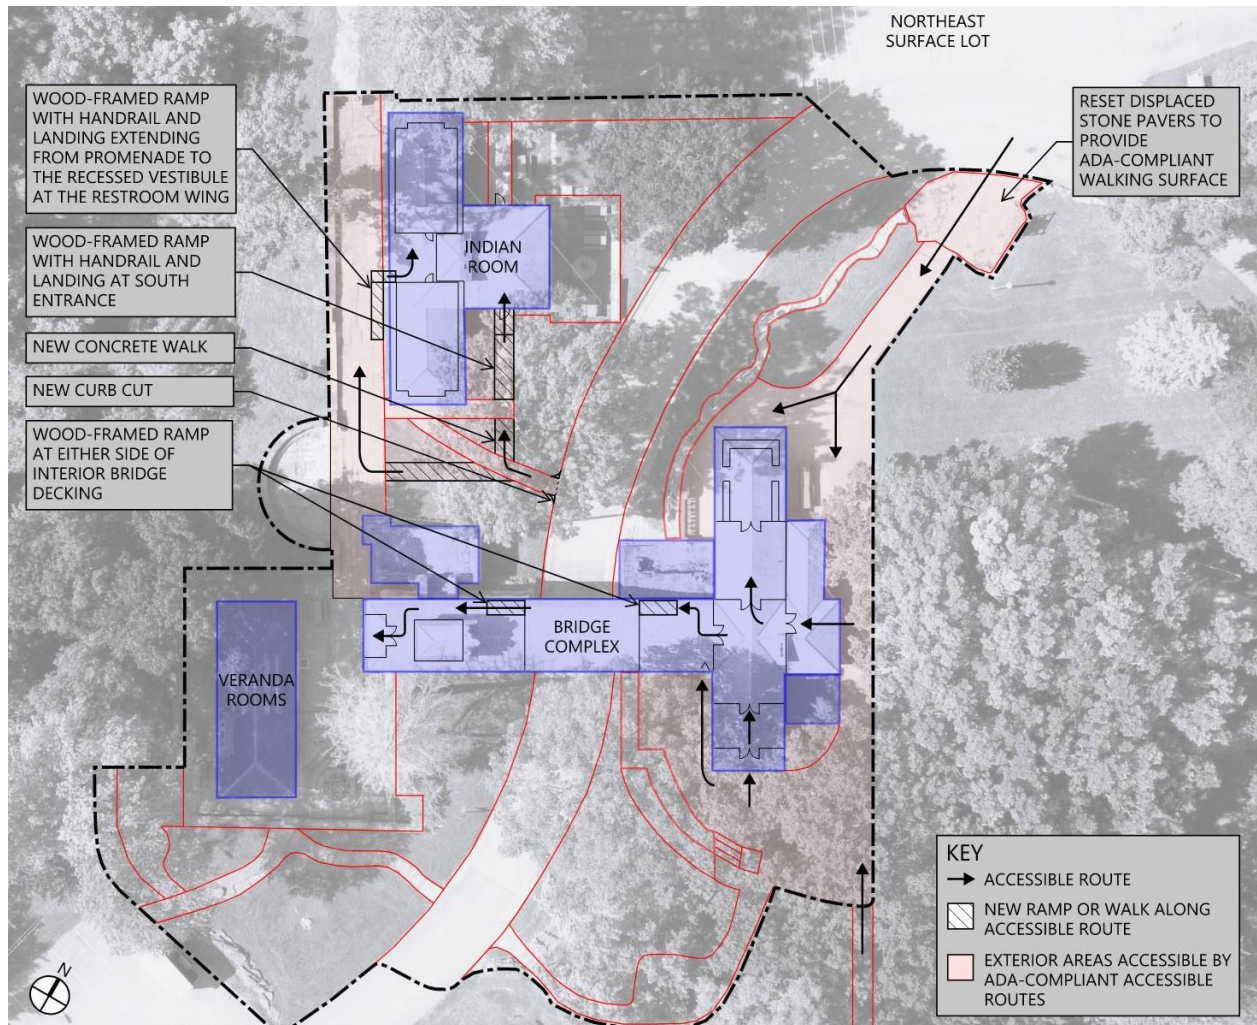 NORTHEAST
SURFACE LOT
WOOD-FRAMED RAMP
WITH HANDRAIL AND
LANDING EXTENDING
FROM PROMENADE TO
THE RECESSED VESTIBULE
AT THE RESTROOM WING
RESET DISPLACED
STONE PAVERS TO
PROVIDE
ADA-COMPLIANT
WALKING SURFACE
WOOD-FRAMED RAMP
WITH HANDRAIL AND
LANDING AT SOUTH
ENTRANCE
INDIAN
ROOM
NEW CONCRETE WALK
NEW CURB CUT
WOOD-FRAMED RAMP
AT EITHER SIDE OF
INTERIOR BRIDGE
DECKING
BRIDGE
COMPLEX
VERANDA
ROOMS
KEY
ACCESSIBLE ROUTE
NEW RAMP OR WALK ALONG
ACCESSIBLE ROUTE
EXTERIOR AREAS ACCESSIBLE BY
ADA-COMPLIANT ACCESSIBLE
ROUTES
N